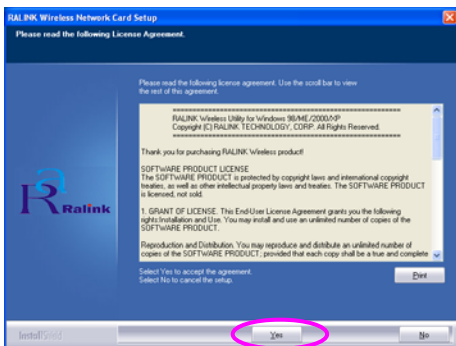 RALINK Wireless Network Card Setup
Please read the following License Agreement.
Please read the following license agreement. Use the scroll bar to view
the rest of this agreement.
================================================
RALINK Wireless Utility for Windows 98/ME/2000/XP
Copyright (C) RALINK TECHNOLOGY, CORP. All Rights Reserved.
================================================
Thank you for purchasing RALINK Wireless product!
SOFTWARE PRODUCT LICENSE
The SOFTWARE PRODUCT is protected by copyright laws and international copyright
treaties, as well as other intellectual property laws and treaties. The SOFTWARE PRODUCT
is licensed, not sold.
1. GRANT OF LICENSE. This End-User License Agreement grants you the following
rights:Installation and Use. You may install and use an unlimited number of copies of the
SOFTWARE PRODUCT.
Reproduction and Distribution. You may reproduce and distribute an unlimited number of
copies of the SOFTWARE PRODUCT; provided that each copy shall be a true and complete
Ralink
Select Yes to accept the agreement.
Select No to cancel the setup.
Print
InstallShield
Yes
No